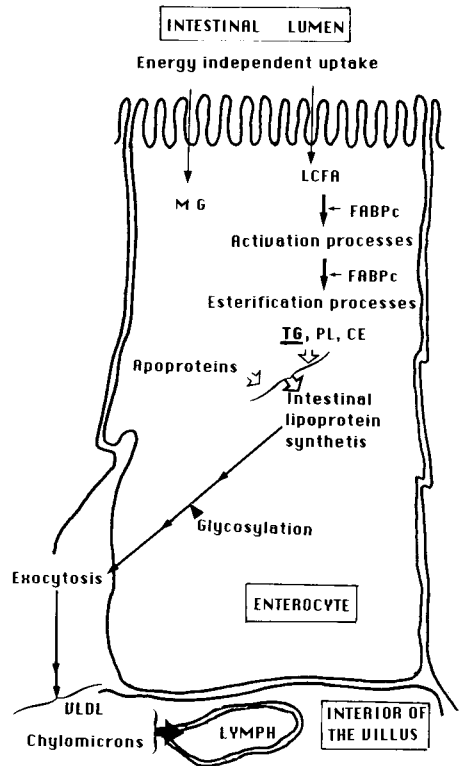 INTESTINAL LUMEN
Energy independent uptake
MG
LCFA
FABPc
Activation processes
FABPc
Esterification processes
TG, PL, CE
Apoproteins
Intestinal
lipoprotein
synthetis
Glycosylation
Exocytosis
ENTEROCYTE
VLDL
Chylomicrons
LYMPH
INTERIOR OF
THE VILLUS